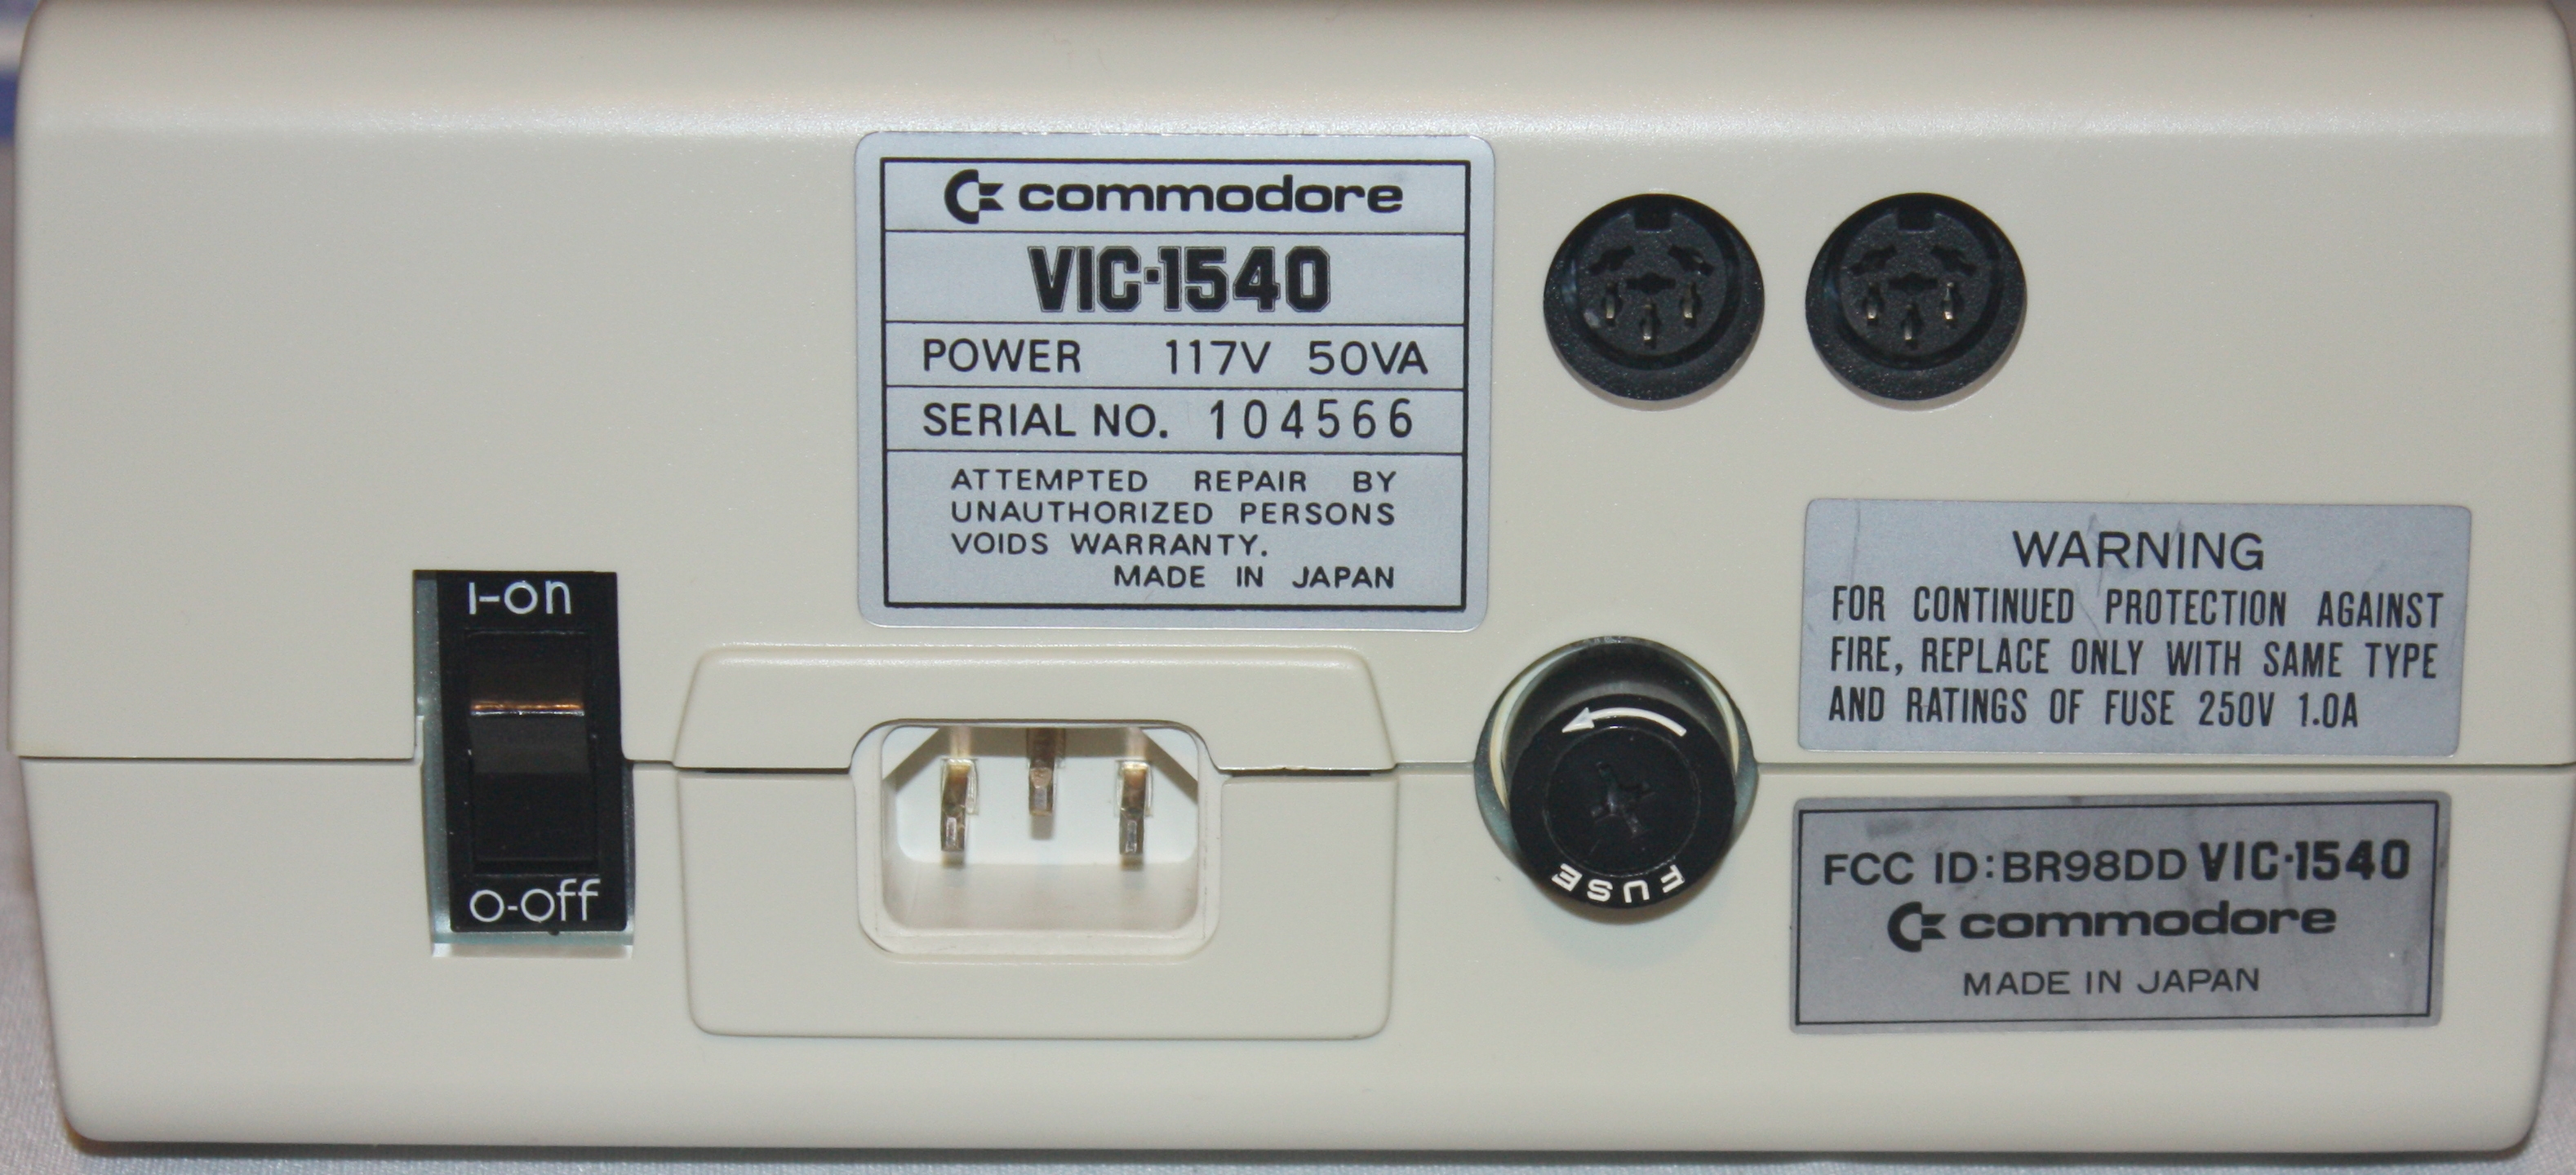 commodore
VIC·1540
POWER 117V 50VA
SERIAL NO. 104566
ATTEMPTED REPAIR BY
UNAUTHORIZED PERSONS
VOIDS WARRANTY.
MADE IN JAPAN
I-on
O-off
FUSE
WARNING
FOR CONTINUED PROTECTION AGAINST
FIRE, REPLACE ONLY WITH SAME TYPE
AND RATINGS OF FUSE 250V 1.0A
FCC ID:BR98DD VIC·1540
commodore
MADE IN JAPAN